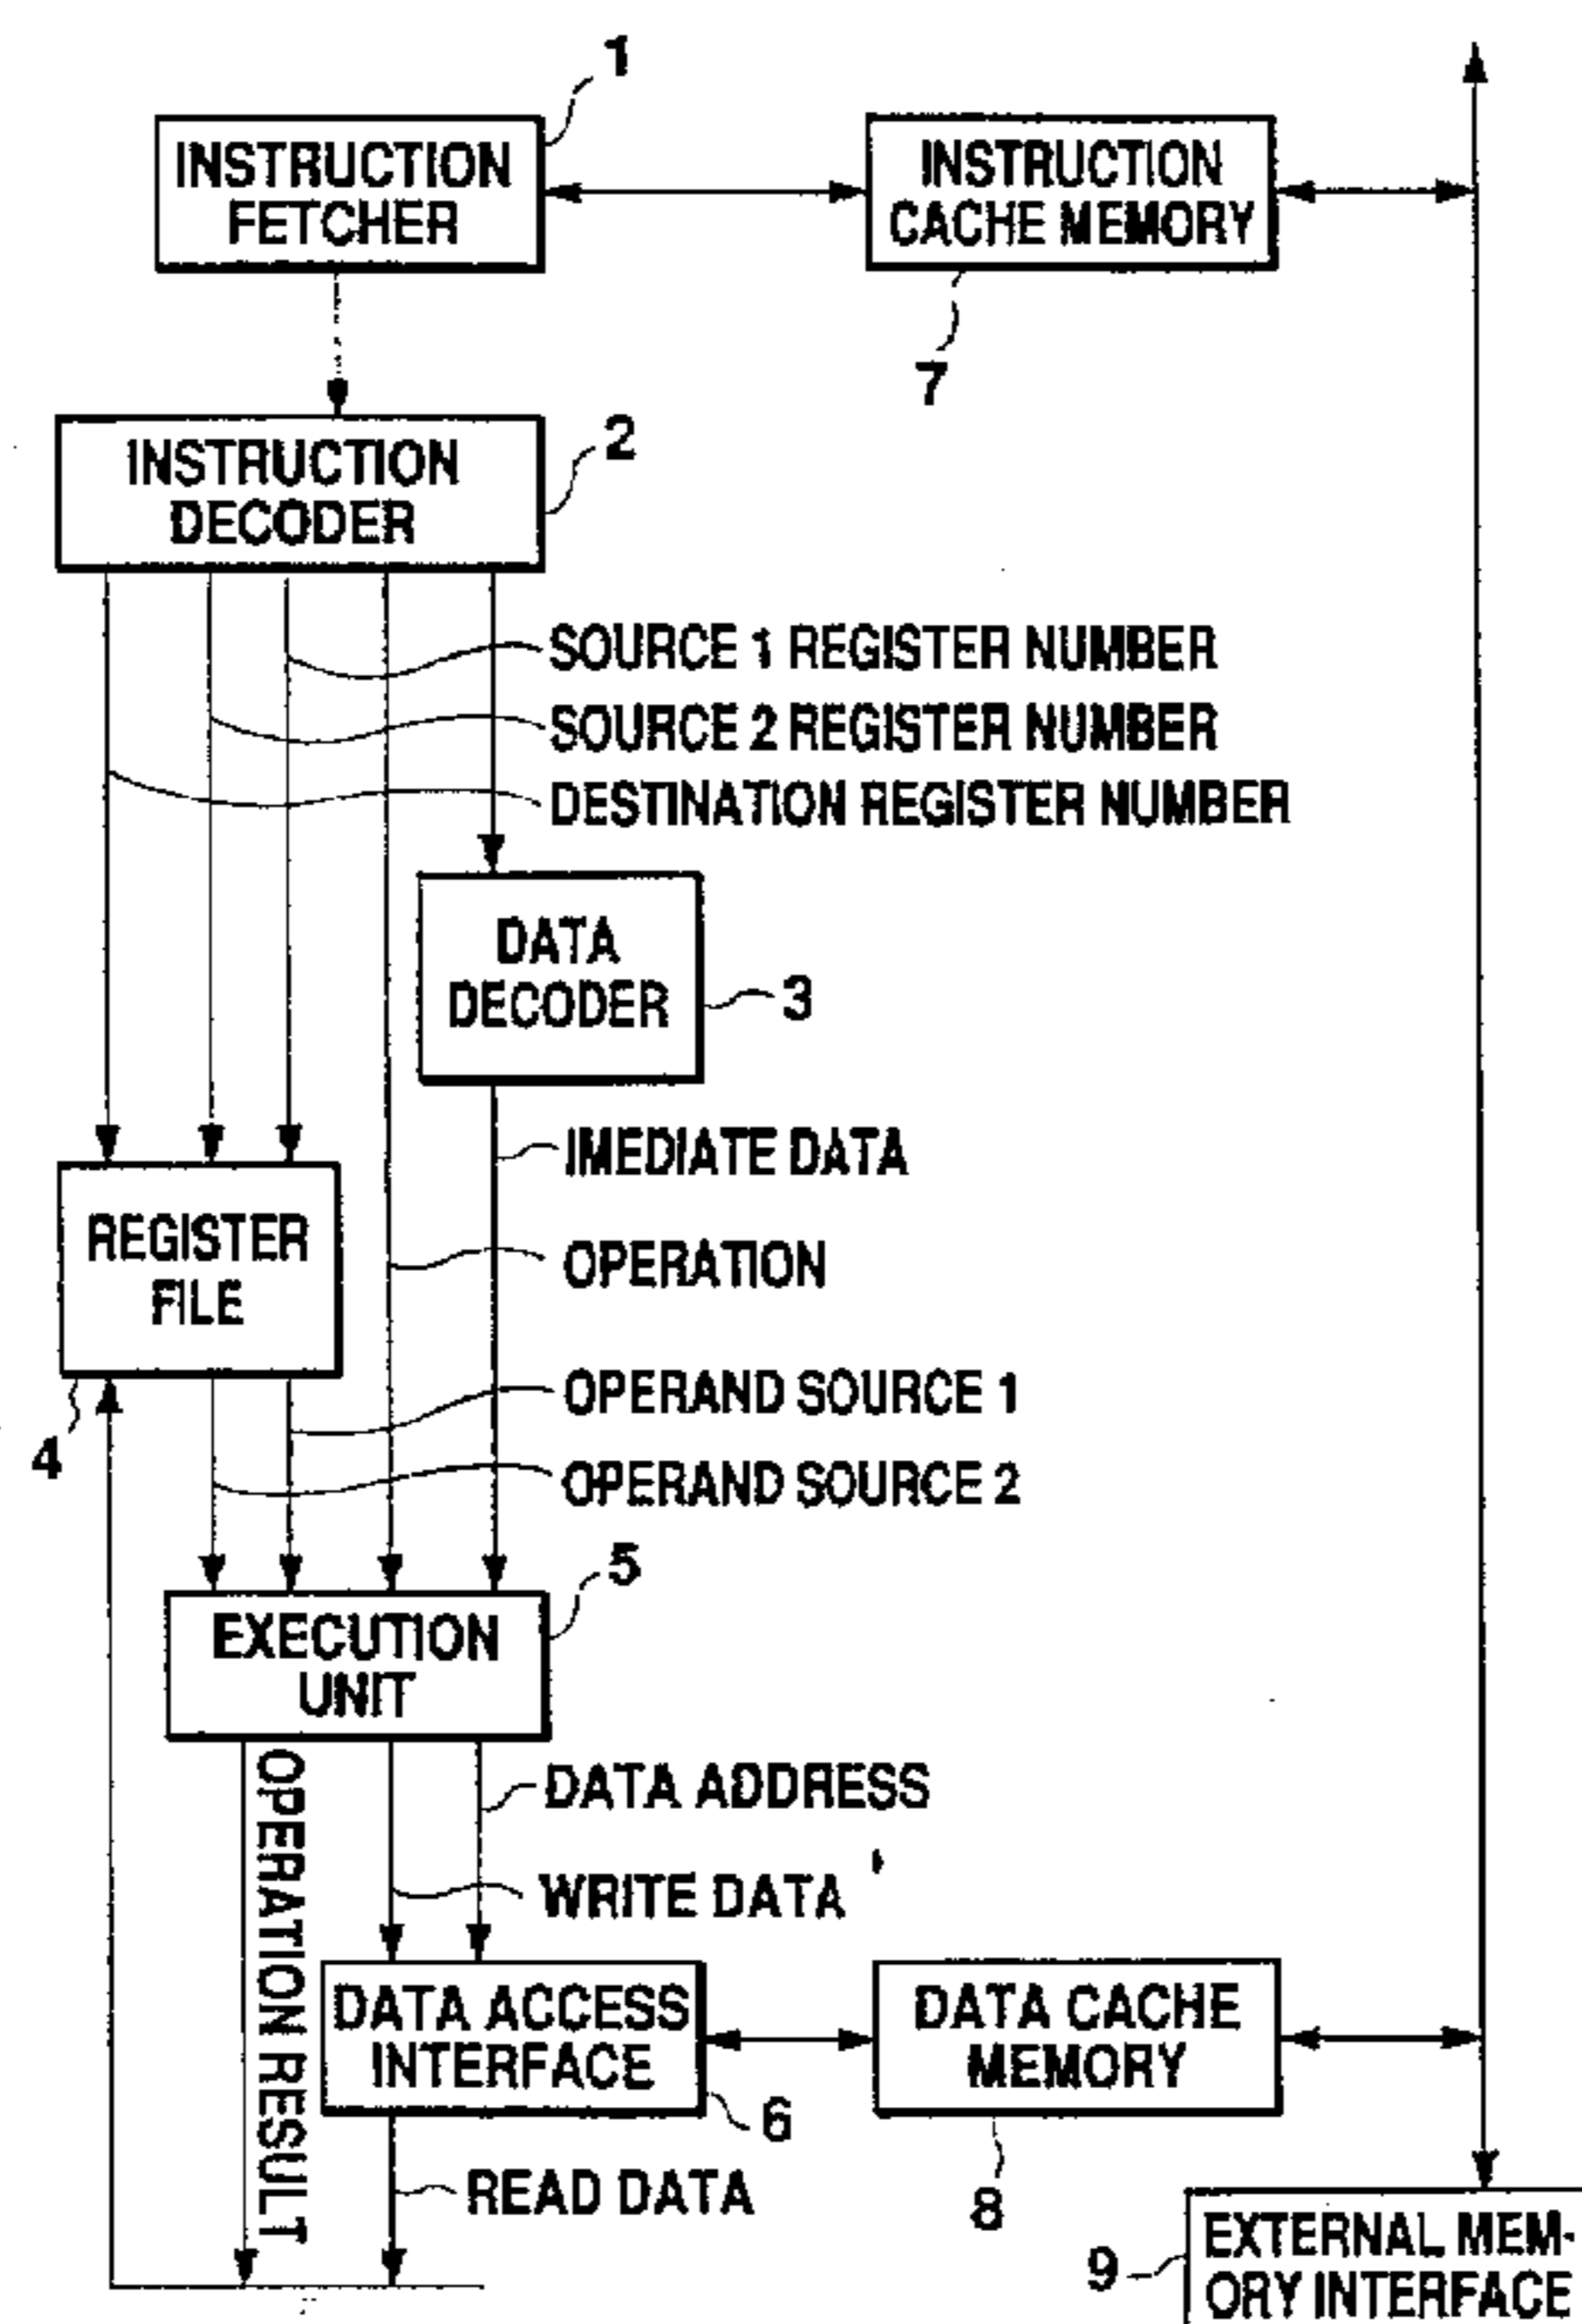 1
INSTRUCTION
FETCHER
INSTRUCTION
CACHE MEMORY
7
INSTRUCTION
DECODER
2
SOURCE 1 REGISTER NUMBER
SOURCE 2 REGISTER NUMBER
DESTINATION REGISTER NUMBER
DATA
DECODER
3
IMEDIATE DATA
REGISTER
FILE
4
OPERATION
OPERAND SOURCE 1
OPERAND SOURCE 2
5
EXECUTION
UNIT
OPERATION RESULT
DATA ADDRESS
WRITE DATA
DATA ACCESS
INTERFACE
6
DATA CACHE
MEMORY
8
READ DATA
9
EXTERNAL MEM-
ORY INTERFACE